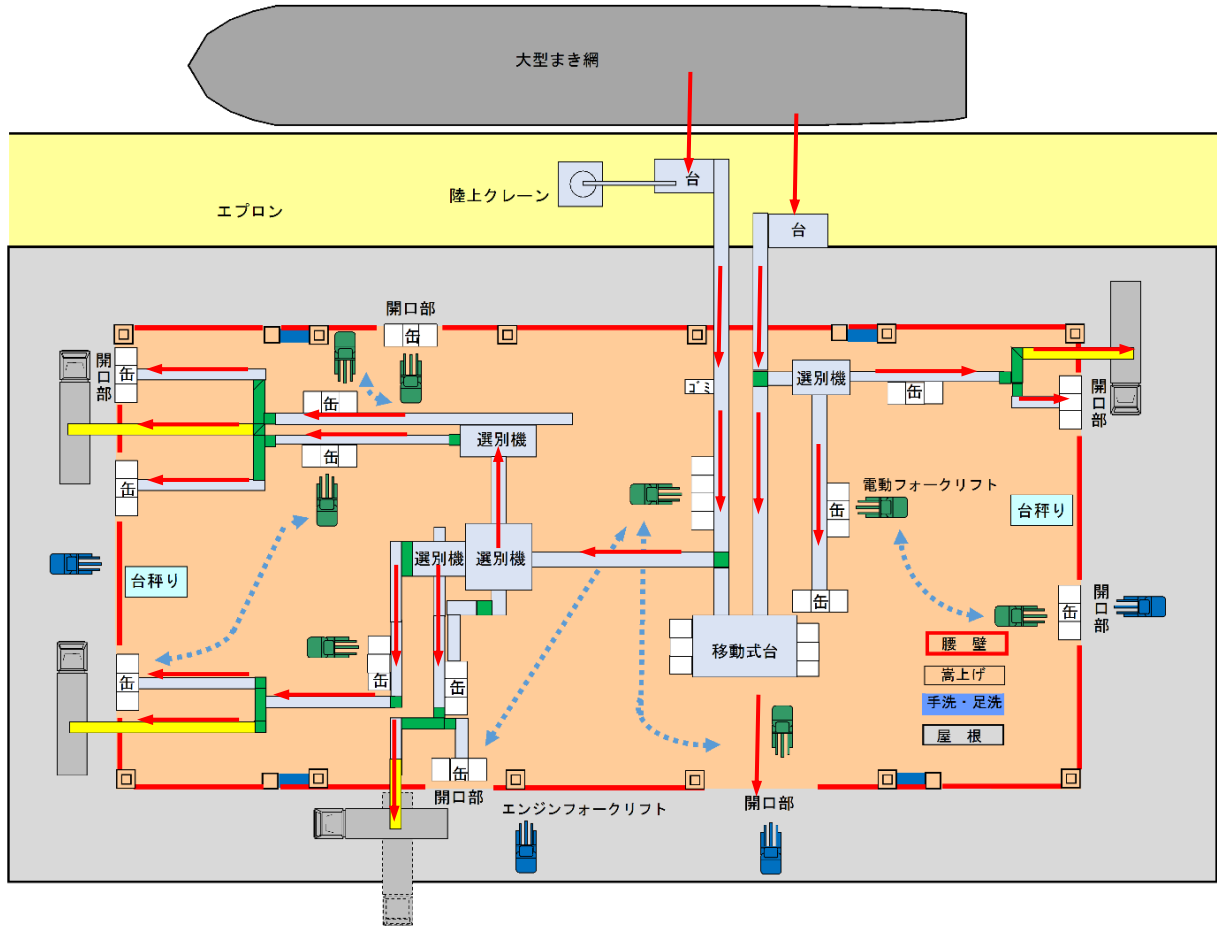 大型まき網
台
陸上クレーン
エプロン
台
開口部
缶
開口部
缶
ｺﾞﾐ
選別機
缶
開口部
缶
缶
選別機
缶
缶
電動フォークリフト
缶
台秤り
選別機
選別機
台秤り
缶
缶
開口部
腰 壁
移動式台
嵩上げ
缶
缶
缶
手洗・足洗
屋 根
缶
開口部
エンジンフォークリフト
開口部